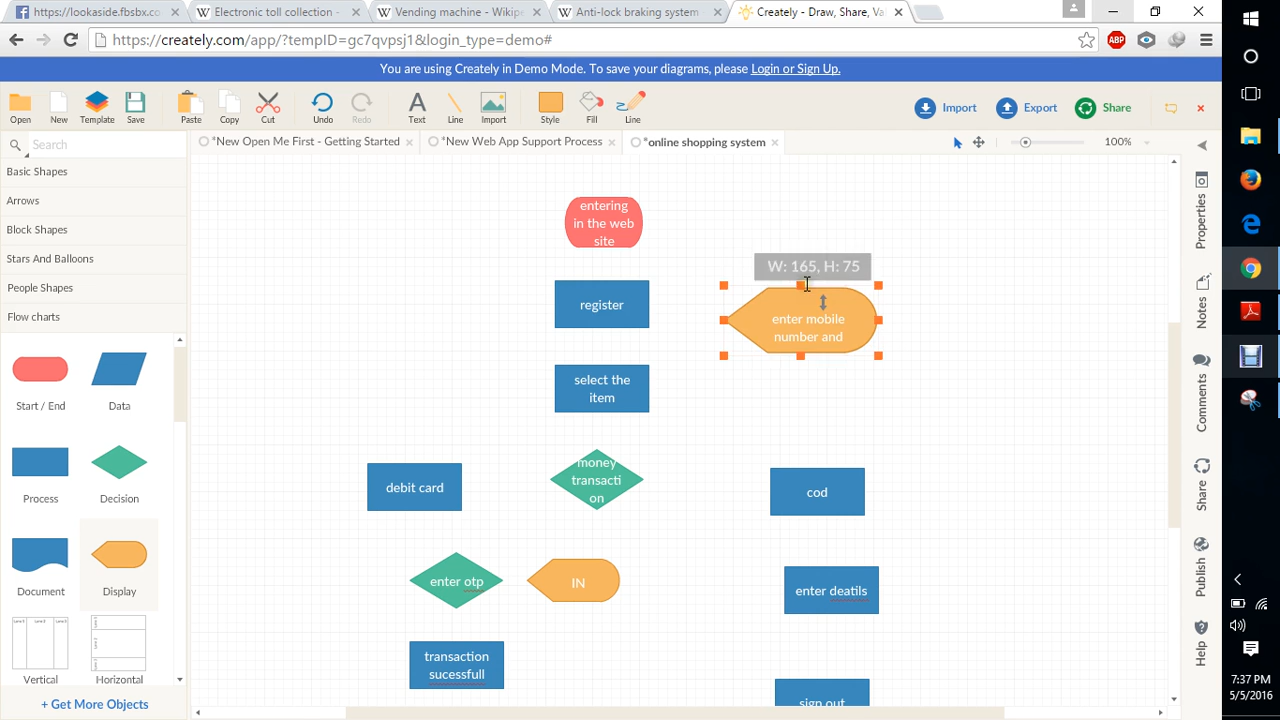 https://lookaside.fbsbx.co
Electronic toll collection -
Vending machine - Wikipe
Anti-lock braking system
Creately - Draw, Share, Va
https://creately.com/app/?tempID=gc7qvpsj1&login_type=demo#
ABP
You are using Creately in Demo Mode. To save your diagrams, please Login or Sign Up.
Open
New
Template
Save
Paste
Copy
Cut
Undo
Redo
Text
Line
Import
Style
Fill
Line
Import
Export
Share
Search
*New Open Me First - Getting Started
*New Web App Support Process
*online shopping system
100%
Basic Shapes
Arrows
Block Shapes
Stars And Balloons
People Shapes
Flow charts
Start / End
Data
Process
Decision
Document
Display
Vertical
Horizontal
+ Get More Objects
entering
in the web
site
register
W: 165, H: 75
enter mobile
number and
select the
item
money
transacti
on
debit card
cod
enter otp
IN
enter deatils
transaction
sucessfull
sign out
Properties
Notes
Comments
Share
Publish
Help
7:37 PM
5/5/2016